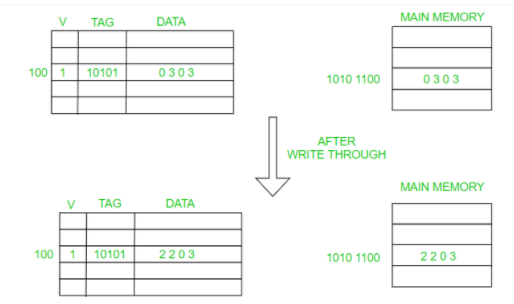 V TAG DATA MAIN MEMORY
100 1 10101 0 3 0 3 1010 1100 0 3 0 3
AFTER
WRITE THROUGH
V TAG DATA MAIN MEMORY
100 1 10101 2 2 0 3 1010 1100 2 2 0 3